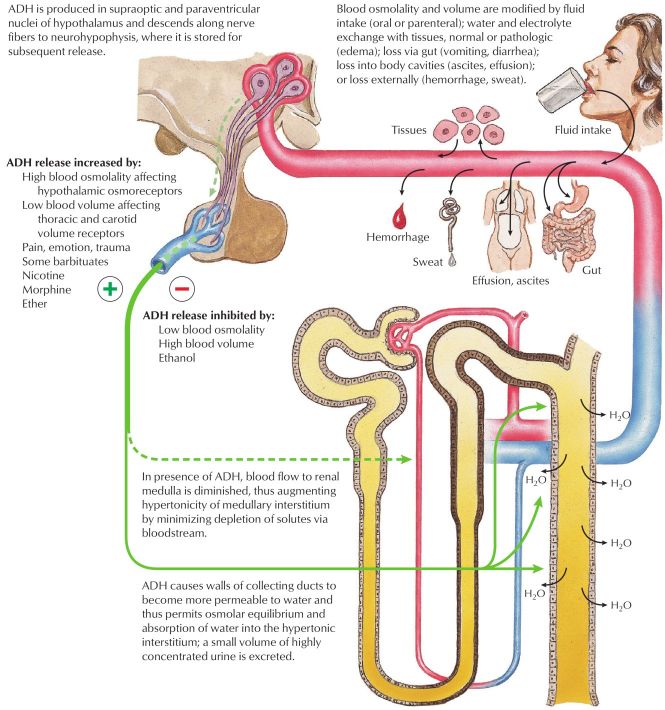 ADH is produced in supraoptic and paraventricular
nuclei of hypothalamus and descends along nerve
fibers to neurohypophysis, where it is stored for
subsequent release.
Blood osmolality and volume are modified by fluid
intake (oral or parenteral); water and electrolyte
exchange with tissues, normal or pathologic
(edema); loss via gut (vomiting, diarrhea);
loss into body cavities (ascites, effusion);
or loss externally (hemorrhage, sweat).
Tissues
Fluid intake
ADH release increased by:
High blood osmolality affecting
hypothalamic osmoreceptors
Low blood volume affecting
thoracic and carotid
volume receptors
Pain, emotion, trauma
Some barbituates
Nicotine
Morphine
Ether
+
−
Hemorrhage
Sweat
Effusion, ascites
Gut
ADH release inhibited by:
Low blood osmolality
High blood volume
Ethanol
H₂O
H₂O
H₂O
H₂O
H₂O
H₂O
In presence of ADH, blood flow to renal
medulla is diminished, thus augmenting
hypertonicity of medullary interstitium
by minimizing depletion of solutes via
bloodstream.
ADH causes walls of collecting ducts to
become more permeable to water and
thus permits osmolar equilibrium and
absorption of water into the hypertonic
interstitium; a small volume of highly
concentrated urine is excreted.